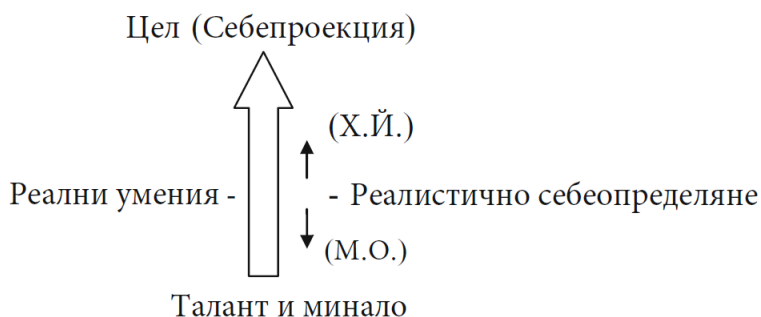 Цел (Себепроекция)
(Х.Й.)
Реални умения - - Реалистично себеопределяне
(М.О.)
Талант и минало